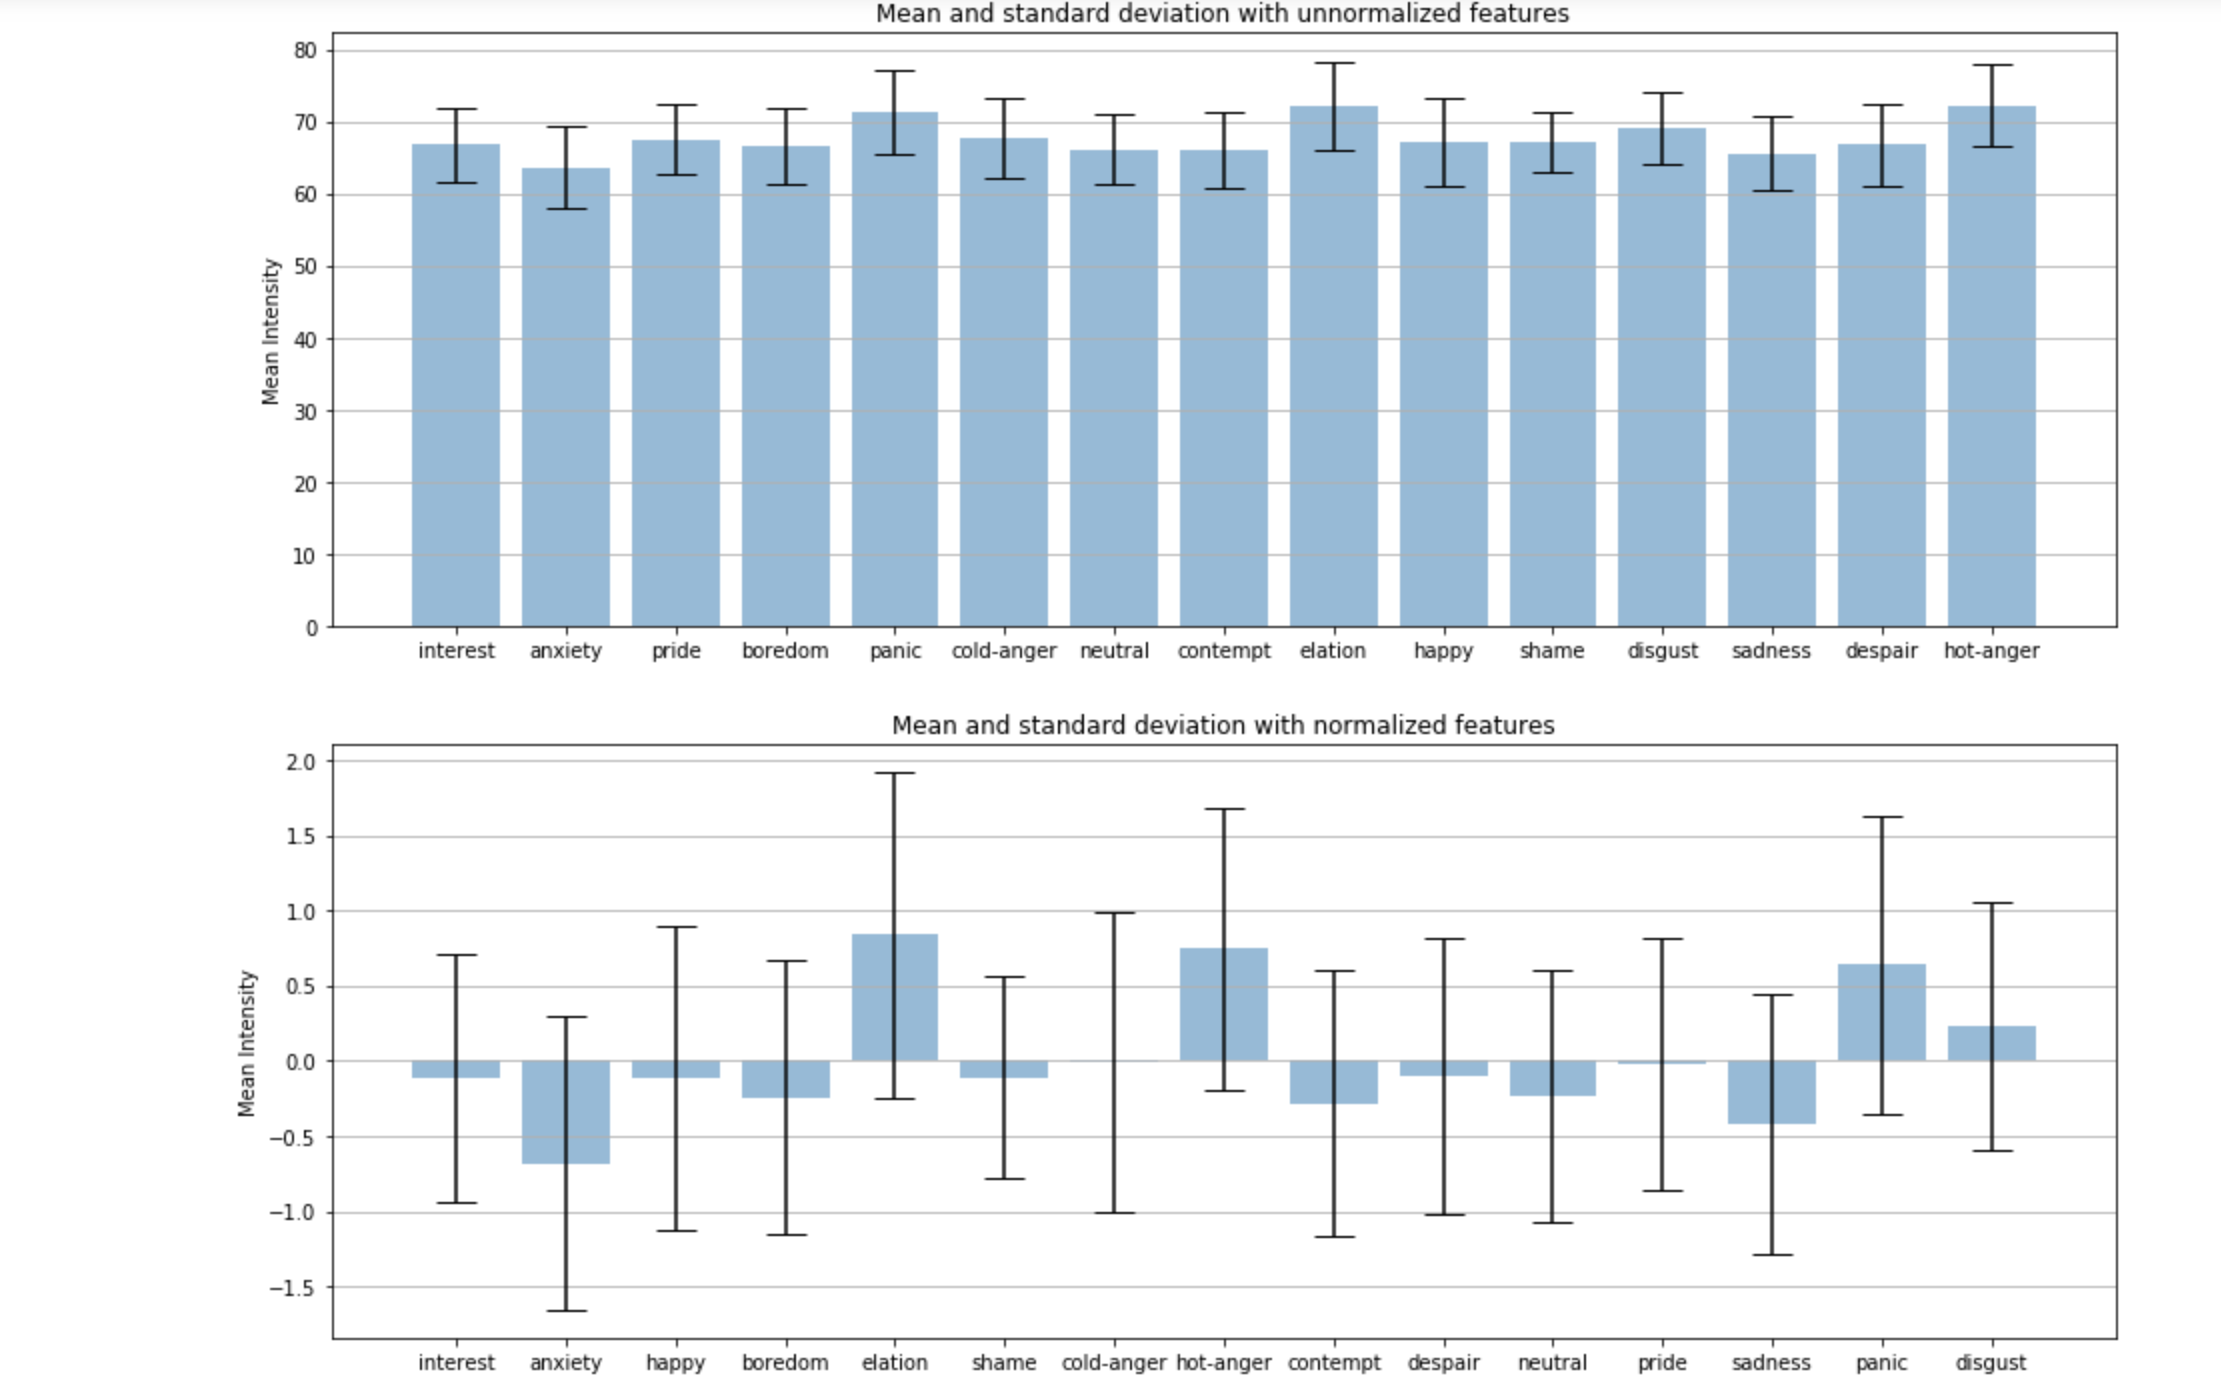 Mean and standard deviation with unnormalized features
80
70
60
50
40
30
20
10
0
Mean Intensity
interest anxiety pride boredom panic cold-anger neutral contempt elation happy shame disgust sadness despair hot-anger
Mean and standard deviation with normalized features
2.0
1.5
1.0
0.5
0.0
−0.5
−1.0
−1.5
Mean Intensity
interest anxiety happy boredom elation shame cold-anger hot-anger contempt despair neutral pride sadness panic disgust